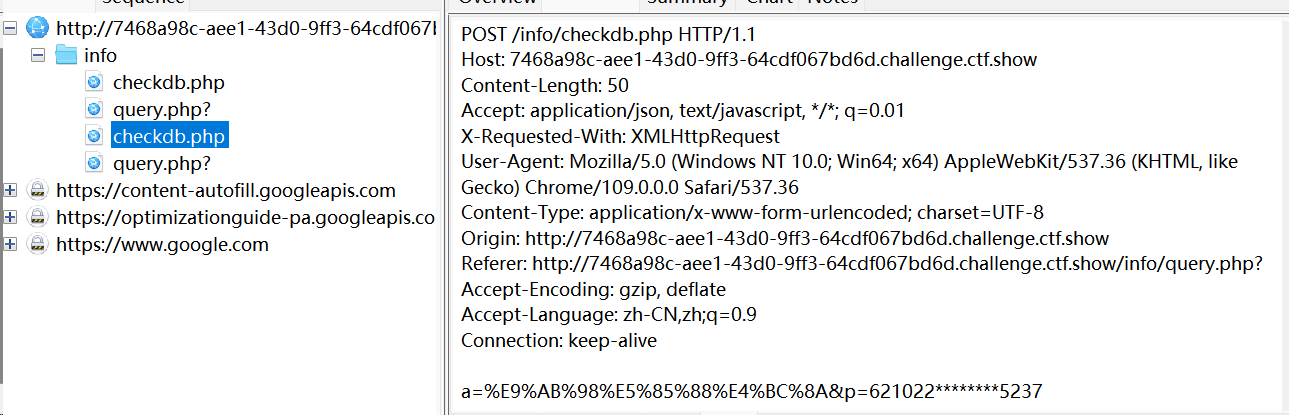 Overview
Summary
Chart
Notes
Sequence
http://7468a98c-aee1-43d0-9ff3-64cdf067b
info
checkdb.php
query.php?
checkdb.php
query.php?
https://content-autofill.googleapis.com
https://optimizationguide-pa.googleapis.co
https://www.google.com
POST /info/checkdb.php HTTP/1.1
Host: 7468a98c-aee1-43d0-9ff3-64cdf067bd6d.challenge.ctf.show
Content-Length: 50
Accept: application/json, text/javascript, */*; q=0.01
X-Requested-With: XMLHttpRequest
User-Agent: Mozilla/5.0 (Windows NT 10.0; Win64; x64) AppleWebKit/537.36 (KHTML, like
Gecko) Chrome/109.0.0.0 Safari/537.36
Content-Type: application/x-www-form-urlencoded; charset=UTF-8
Origin: http://7468a98c-aee1-43d0-9ff3-64cdf067bd6d.challenge.ctf.show
Referer: http://7468a98c-aee1-43d0-9ff3-64cdf067bd6d.challenge.ctf.show/info/query.php?
Accept-Encoding: gzip, deflate
Accept-Language: zh-CN,zh;q=0.9
Connection: keep-alive
a=%E9%AB%98%E5%85%88%E4%BC%8A&p=621022********5237